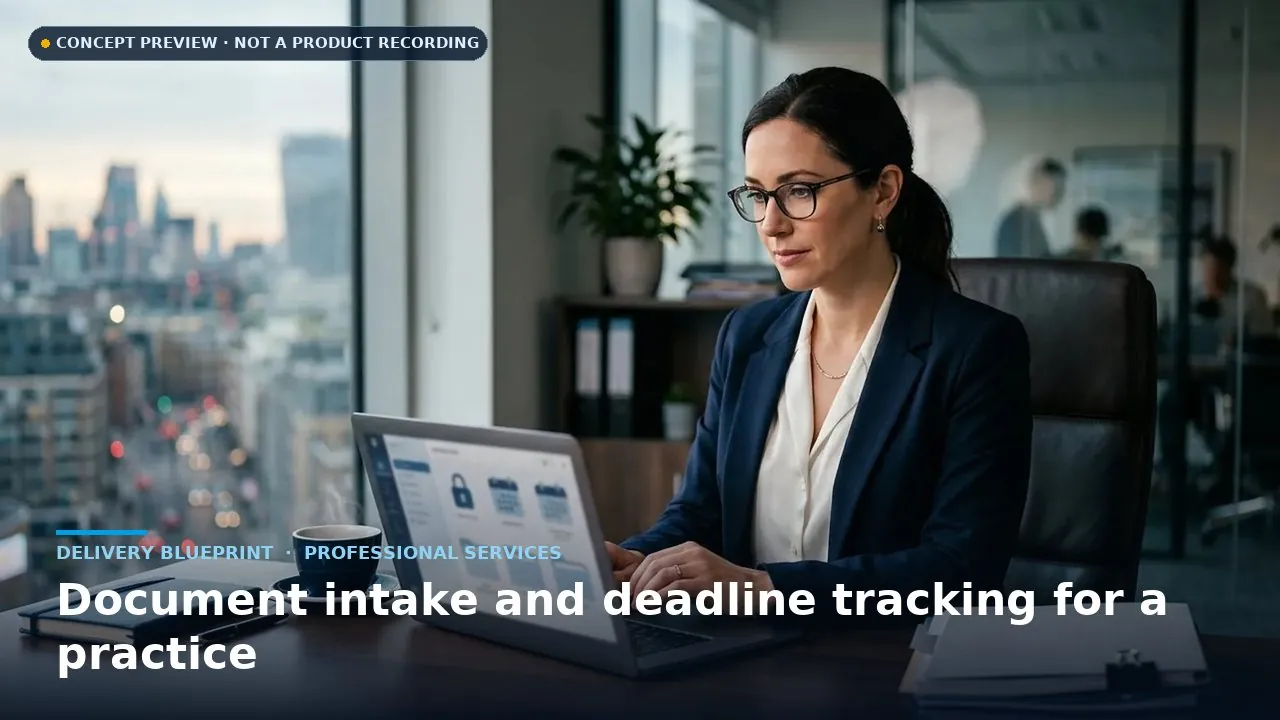 CONCEPT PREVIEW · NOT A PRODUCT RECORDING
DELIVERY BLUEPRINT · PROFESSIONAL SERVICES
Document intake and deadline tracking for a
practice